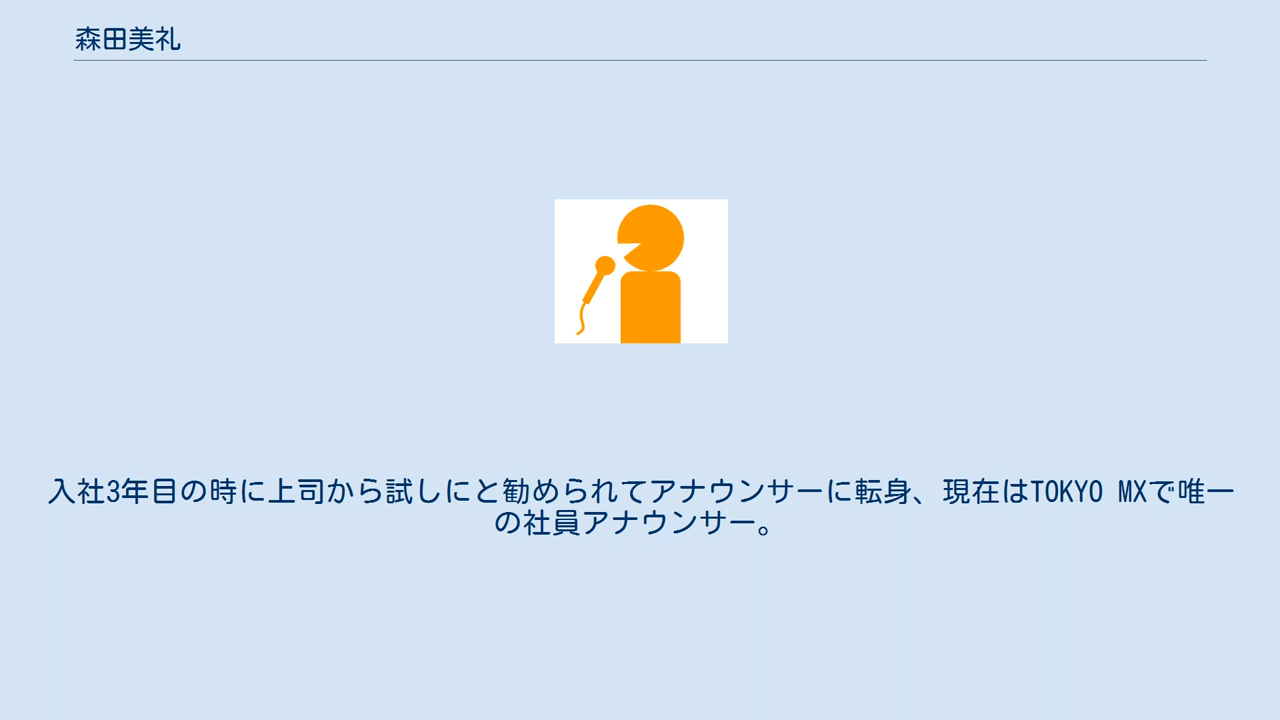 森田美礼
入社3年目の時に上司から試しにと勧められてアナウンサーに転身、現在はTOKYO MXで唯一
の社員アナウンサー。